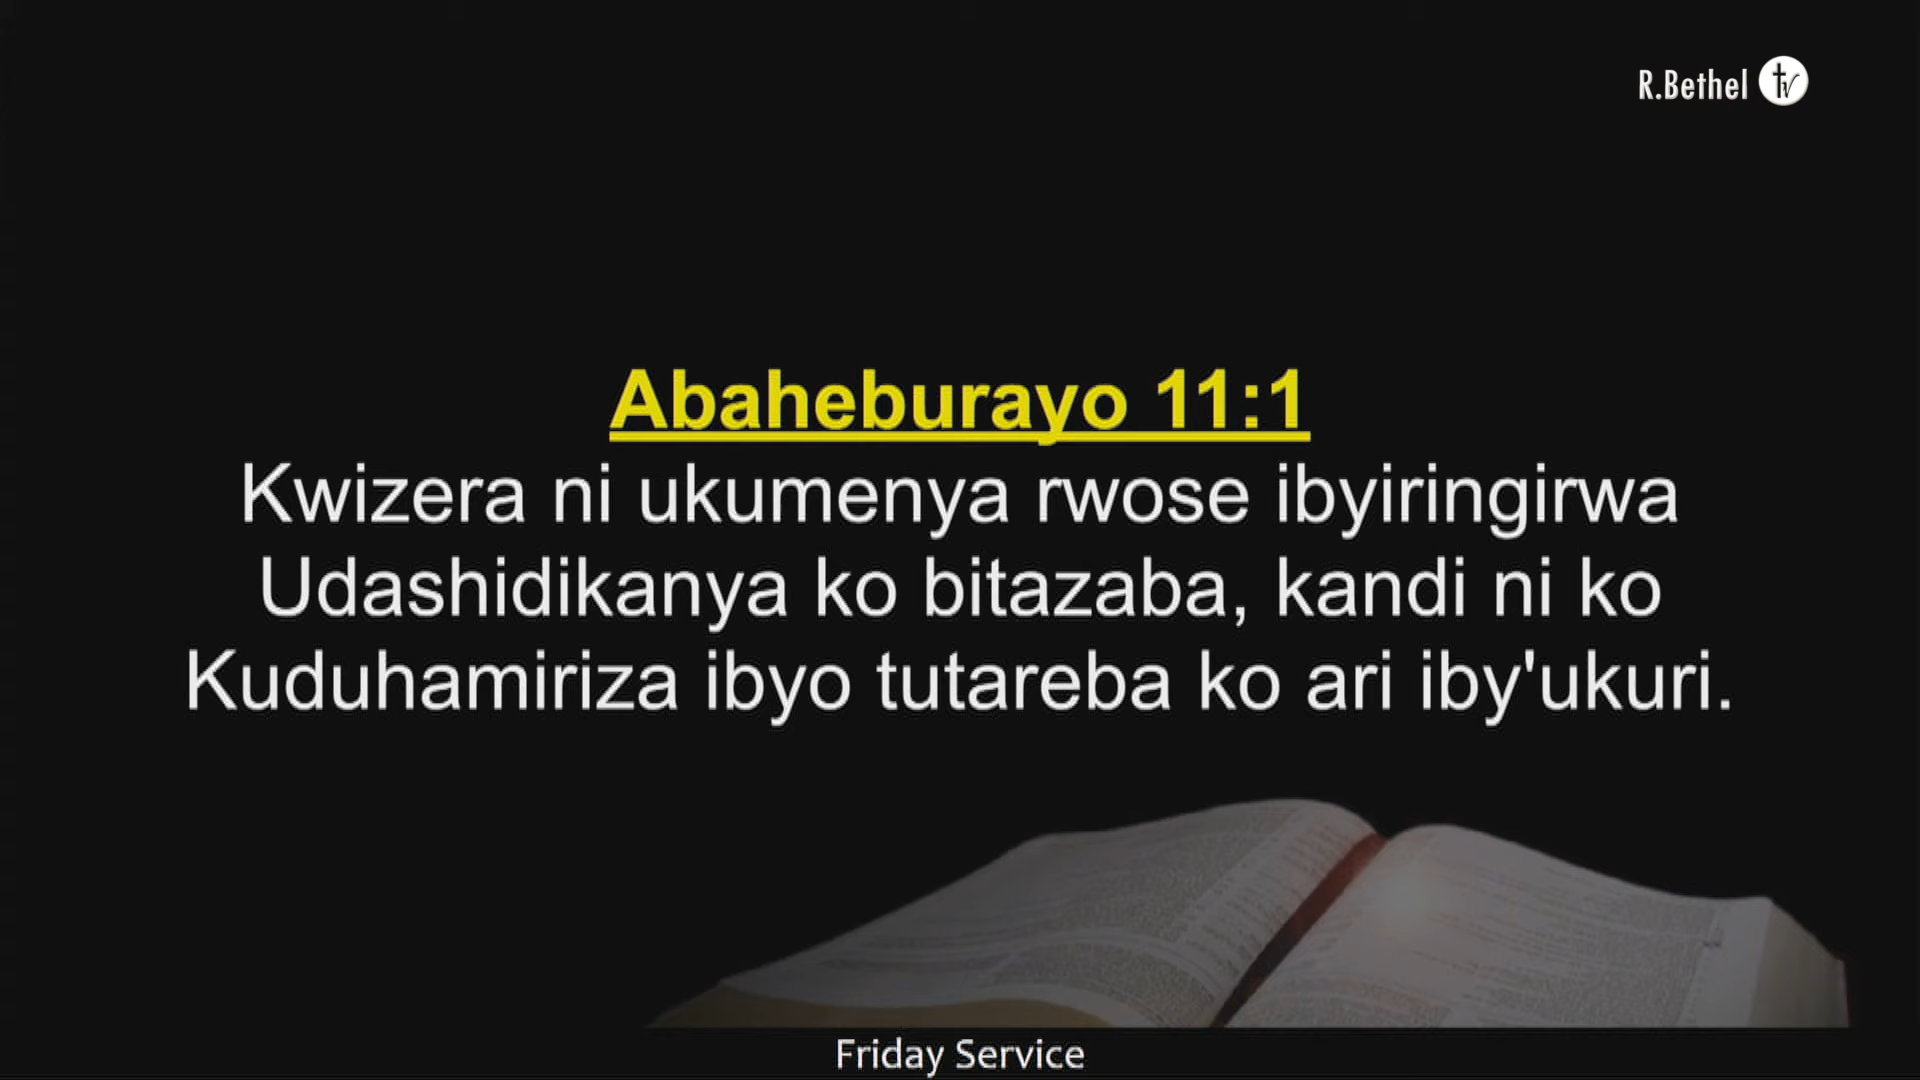 R.Bethel tv
Abaheburayo 11:1
Kwizera ni ukumenya rwose ibyiringirwa
Udashidikanya ko bitazaba, kandi ni ko
Kuduhamiriza ibyo tutareba ko ari iby'ukuri.
Friday Service